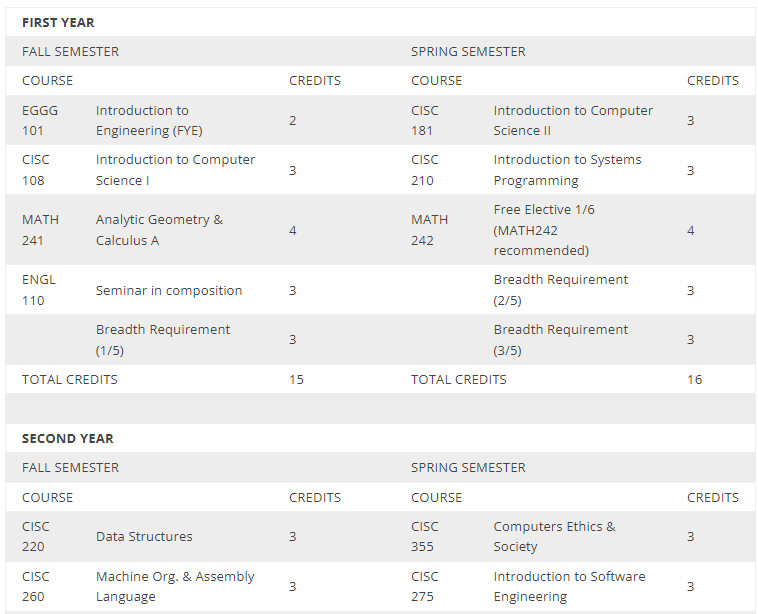 FIRST YEAR
FALL SEMESTER SPRING SEMESTER
COURSE CREDITS COURSE CREDITS
EGGG 101 Introduction to Engineering (FYE) 2 CISC 181 Introduction to Computer Science II 3
CISC 108 Introduction to Computer Science I 3 CISC 210 Introduction to Systems Programming 3
MATH 241 Analytic Geometry & Calculus A 4 MATH 242 Free Elective 1/6 (MATH242 recommended) 4
ENGL 110 Seminar in composition 3 Breadth Requirement (2/5) 3
Breadth Requirement (1/5) 3 Breadth Requirement (3/5) 3
TOTAL CREDITS 15 TOTAL CREDITS 16
SECOND YEAR
FALL SEMESTER SPRING SEMESTER
COURSE CREDITS COURSE CREDITS
CISC 220 Data Structures 3 CISC 355 Computers Ethics & Society 3
CISC 260 Machine Org. & Assembly Language 3 CISC 275 Introduction to Software Engineering 3